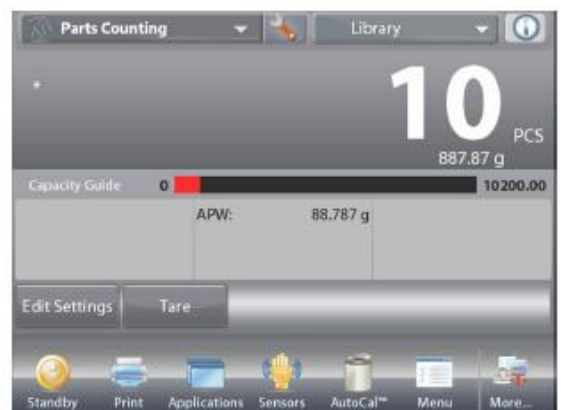 Parts Counting Library
*
10 PCS
887.87 g
Capacity Guide 0 10200.00
APW: 88.787 g
Edit Settings Tare
Standby Print Applications Sensors AutoCal™ Menu More...